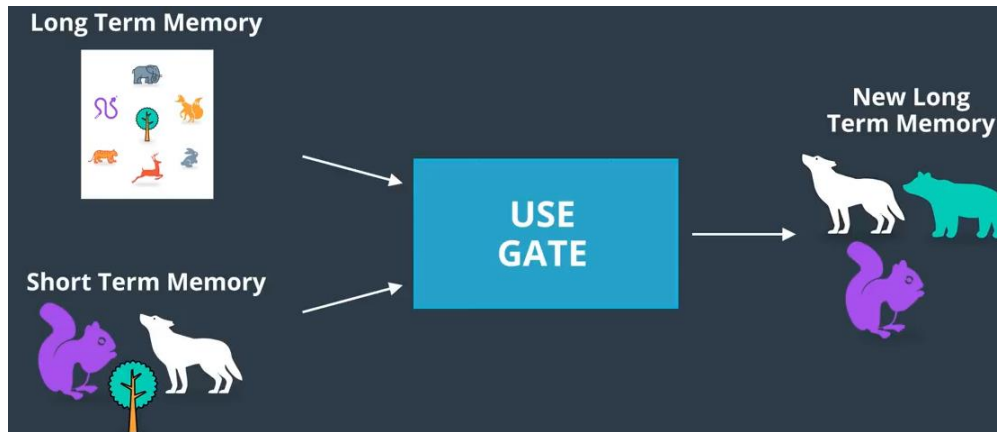 Long Term Memory
New Long
Term Memory
USE
GATE
Short Term Memory